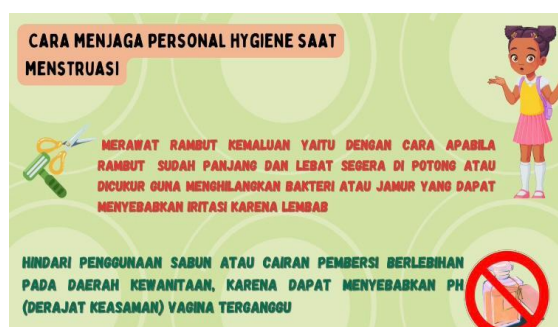 CARA MENJAGA PERSONAL HYGIENE SAAT
MENSTRUASI
MERAWAT RAMBUT KEMALUAN YAITU DENGAN CARA APABILA
RAMBUT SUDAH PANJANG DAN LEBAT SEGERA DI POTONG ATAU
DICUKUR GUNA MENGHILANGKAN BAKTERI ATAU JAMUR YANG DAPAT
MENYEBABKAN IRITASI KARENA LEMBAB
HINDARI PENGGUNAAN SABUN ATAU CAIRAN PEMBERSI BERLEBIHAN
PADA DAERAH KEWANITAAN, KARENA DAPAT MENYEBABKAN PH
(DERAJAT KEASAMAN) VAGINA TERGANGGU